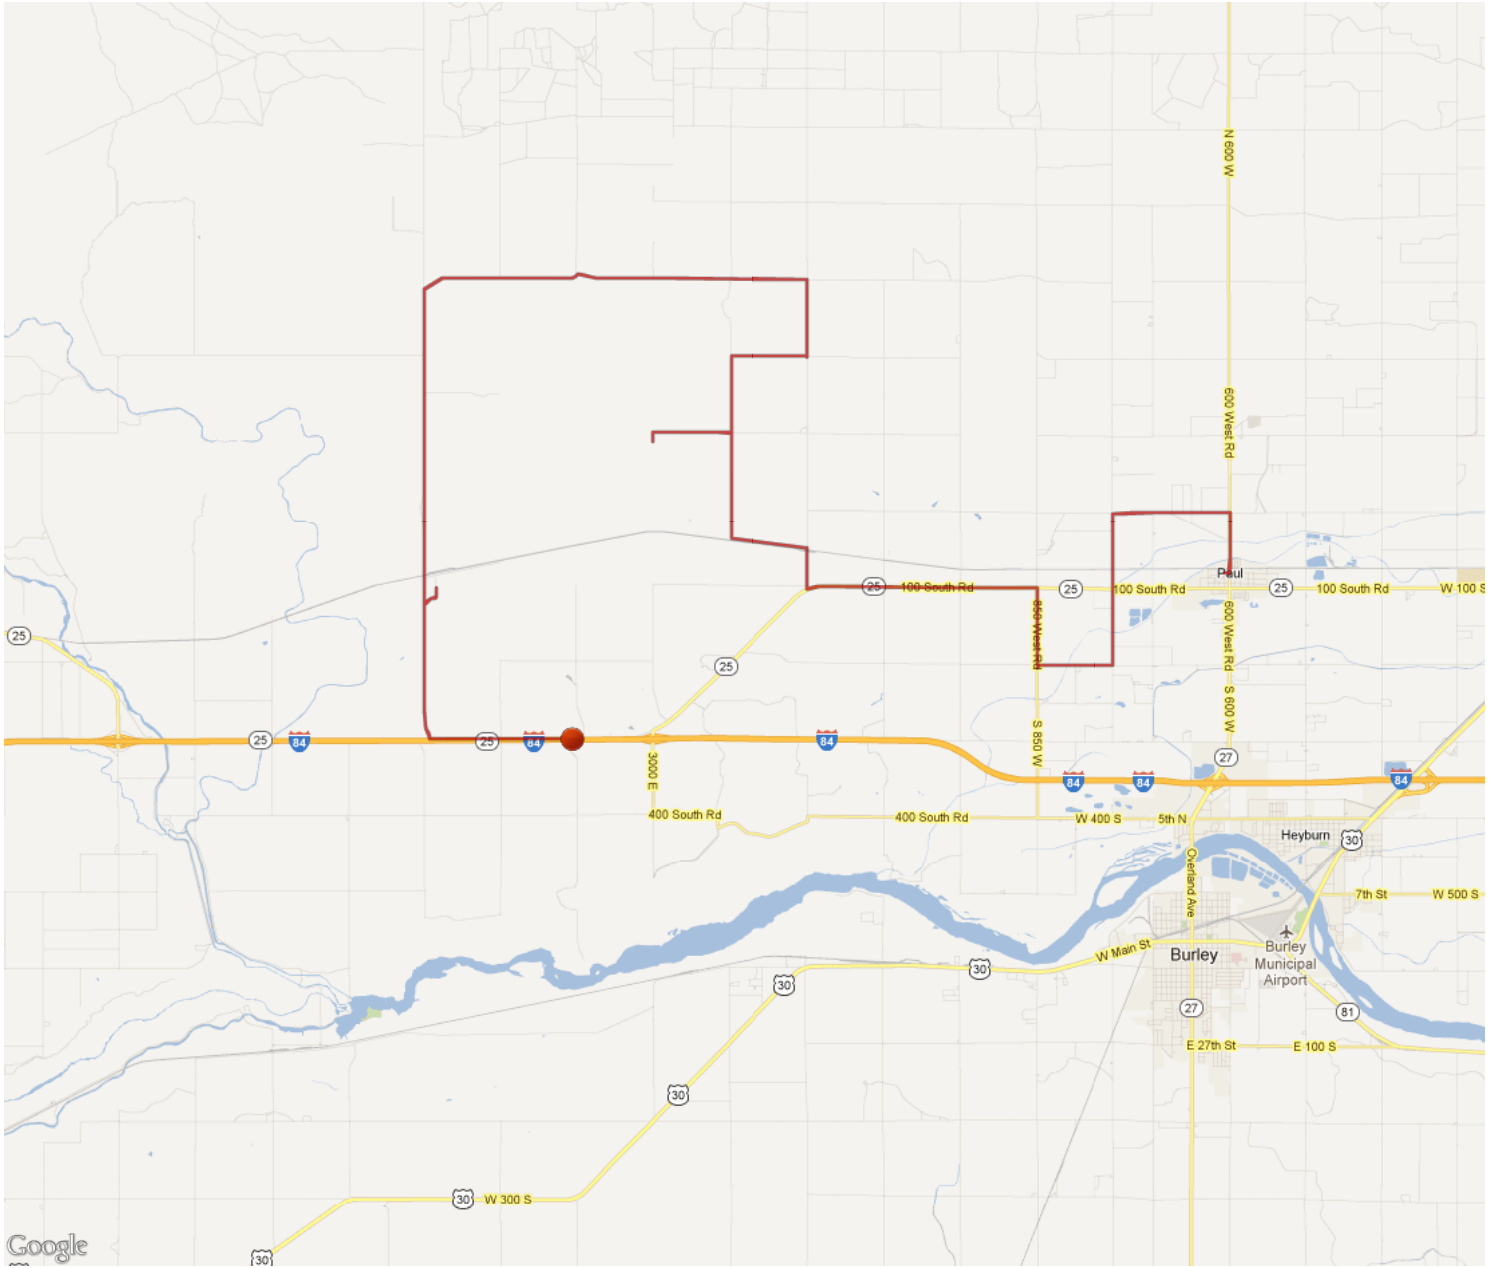 N 600 W
600 West Rd
Paul
25
100 South Rd
25
100 South Rd
25
100 South Rd
W 100 S
850 West Rd
600 West Rd
25
25
S 600 W
S 850 W
25
84
25
84
84
27
3000 E
84
84
84
400 South Rd
400 South Rd
W 400 S
5th N
Heyburn
30
Overland Ave
7th St
W 500 S
W Main St
Burley
Burley
Municipal
Airport
30
30
27
81
E 27th St
E 100 S
30
30
W 300 S
Google
30